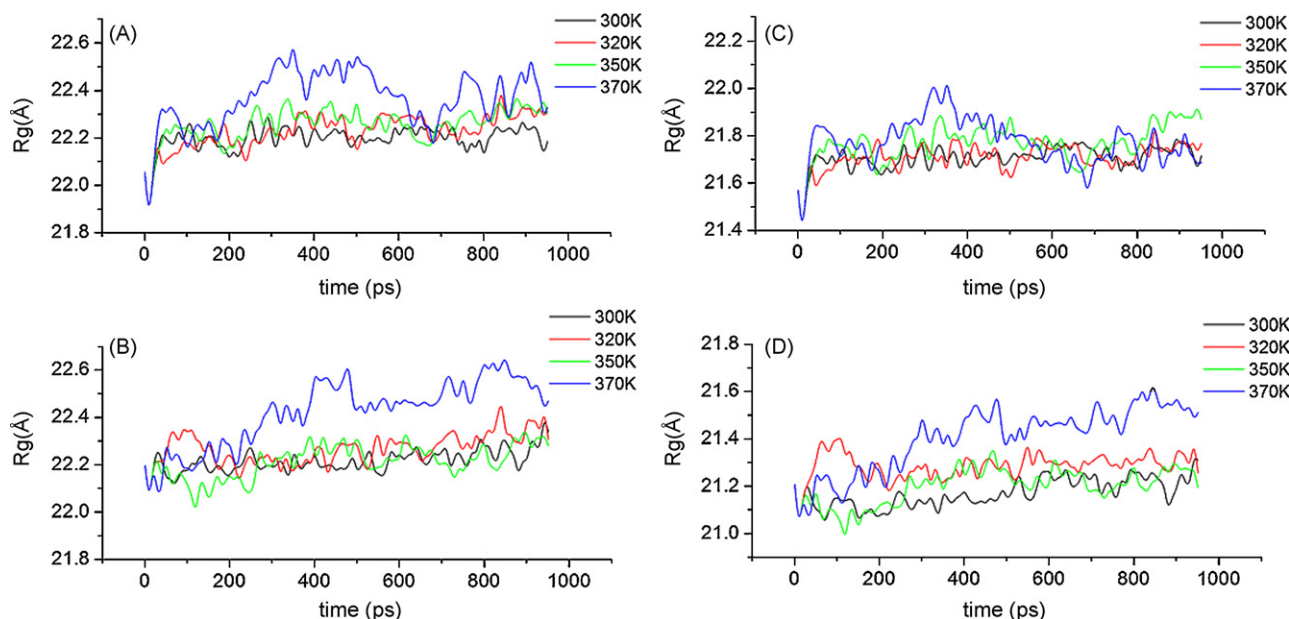 (A)
300K
320K
350K
370K
22.6
22.4
22.2
22.0
21.8
Rg(Å)
0 200 400 600 800 1000
time (ps)
(C)
300K
320K
350K
370K
22.2
22.0
21.8
21.6
21.4
Rg(Å)
0 200 400 600 800 1000
time (ps)
(B)
300K
320K
350K
370K
22.6
22.4
22.2
22.0
21.8
Rg(Å)
0 200 400 600 800 1000
time (ps)
(D)
300K
320K
350K
370K
21.8
21.6
21.4
21.2
21.0
Rg(Å)
0 200 400 600 800 1000
time (ps)